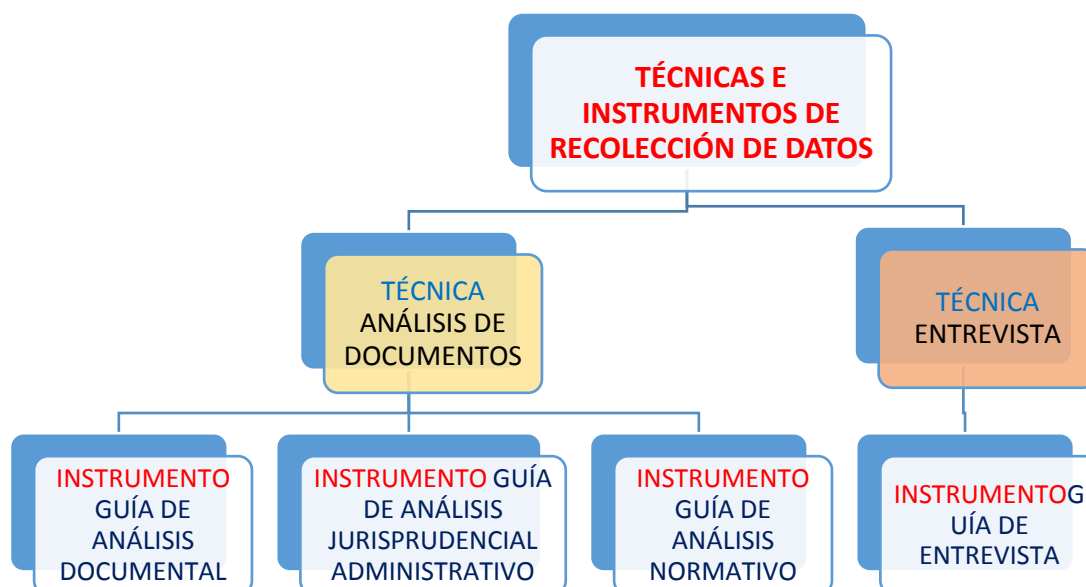 TÉCNICAS E
INSTRUMENTOS DE
RECOLECCIÓN DE DATOS
TÉCNICA
ANÁLISIS DE
DOCUMENTOS
TÉCNICA
ENTREVISTA
INSTRUMENTO
GUÍA DE
ANÁLISIS
DOCUMENTAL
INSTRUMENTO GUÍA
DE ANÁLISIS
JURISPRUDENCIAL
ADMINISTRATIVO
INSTRUMENTO
GUÍA DE
ANÁLISIS
NORMATIVO
INSTRUMENTOG
UÍA DE
ENTREVISTA